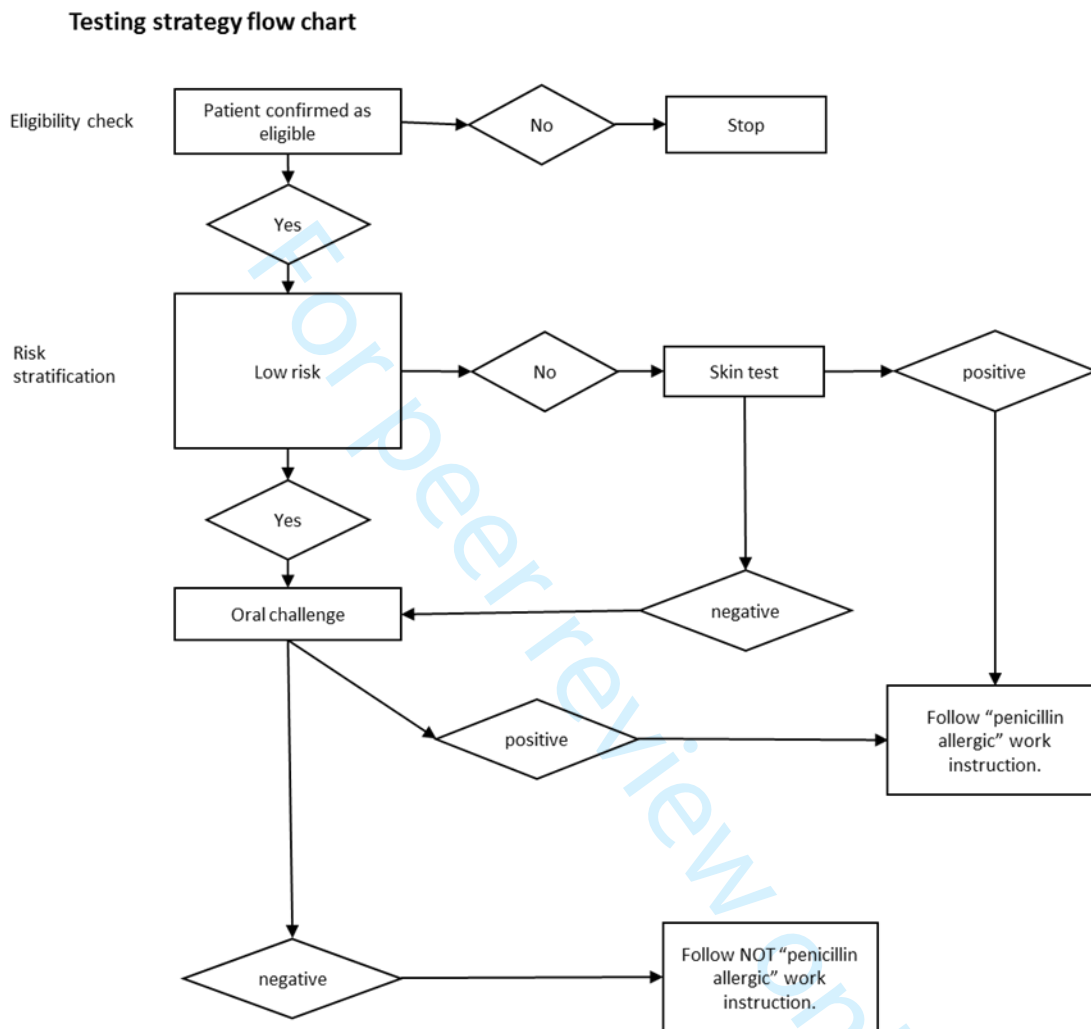 Testing strategy flow chart
Eligibility check
Patient confirmed as
eligible
No
Stop
Yes
Risk
stratification
Low risk
No
Skin test
positive
Yes
Oral challenge
negative
positive
Follow “penicillin
allergic” work
instruction.
negative
Follow NOT “penicillin
allergic” work
instruction.
For peer review on